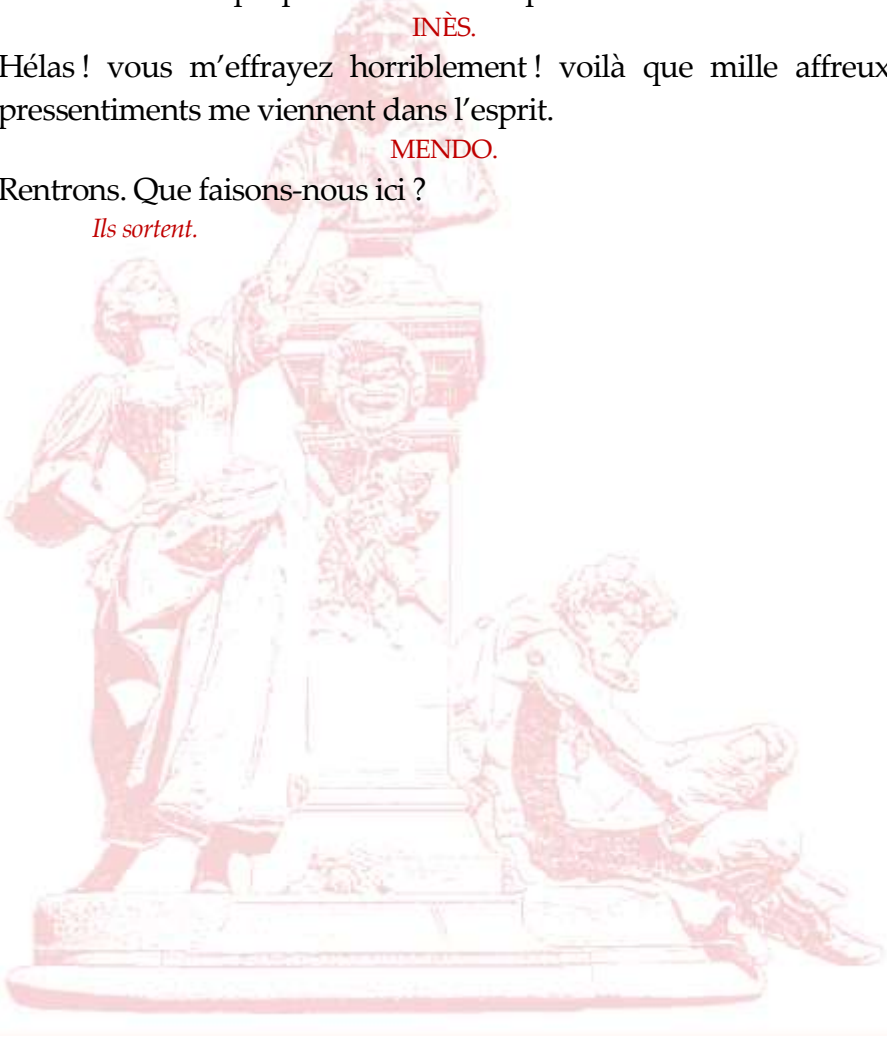 INÈS.
Hélas ! vous m’effrayez horriblement ! voilà que mille affreux
pressentiments me viennent dans l’esprit.
MENDO.
Rentrons. Que faisons-nous ici ?
Ils sortent.